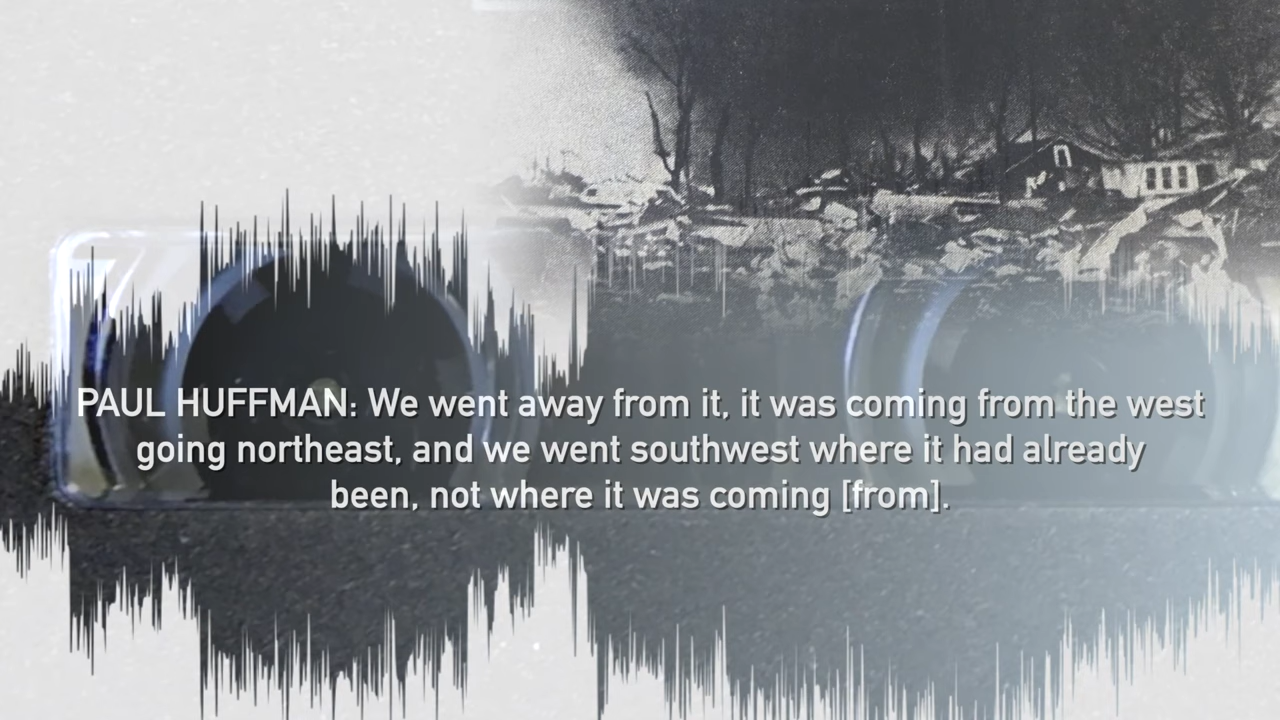 PAUL HUFFMAN: We went away from it, it was coming from the west
going northeast, and we went southwest where it had already
been, not where it was coming [from].